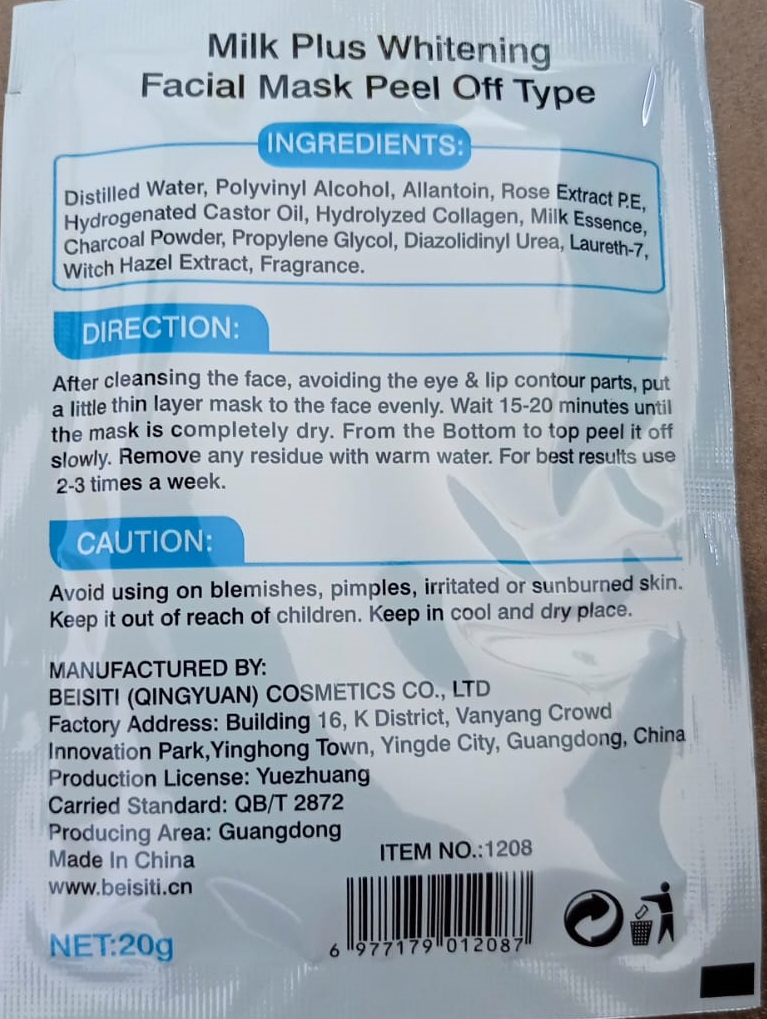 Milk Plus Whitening
Facial Mask Peel Off Type
INGREDIENTS:
Distilled Water, Polyvinyl Alcohol, Allantoin, Rose Extract P.E,
Hydrogenated Castor Oil, Hydrolyzed Collagen, Milk Essence,
Charcoal Powder, Propylene Glycol, Diazolidinyl Urea, Laureth-7,
Witch Hazel Extract, Fragrance.
DIRECTION:
After cleansing the face, avoiding the eye & lip contour parts, put
a little thin layer mask to the face evenly. Wait 15-20 minutes until
the mask is completely dry. From the Bottom to top peel it off
slowly. Remove any residue with warm water. For best results use
2-3 times a week.
CAUTION:
Avoid using on blemishes, pimples, irritated or sunburned skin.
Keep it out of reach of children. Keep in cool and dry place.
MANUFACTURED BY:
BEISITI (QINGYUAN) COSMETICS CO., LTD
Factory Address: Building 16, K District, Vanyang Crowd
Innovation Park,Yinghong Town, Yingde City, Guangdong, China
Production License: Yuezhuang
Carried Standard: QB/T 2872
Producing Area: Guangdong
Made In China
www.beisiti.cn
NET:20g
ITEM NO.:1208
6 977179 012087